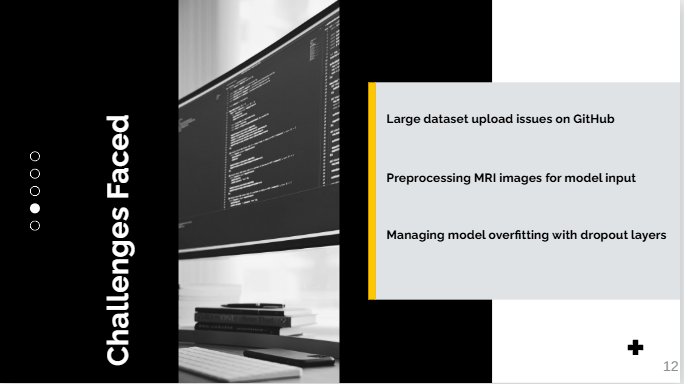 Challenges Faced
Large dataset upload issues on GitHub
Preprocessing MRI images for model input
Managing model overfitting with dropout layers
12